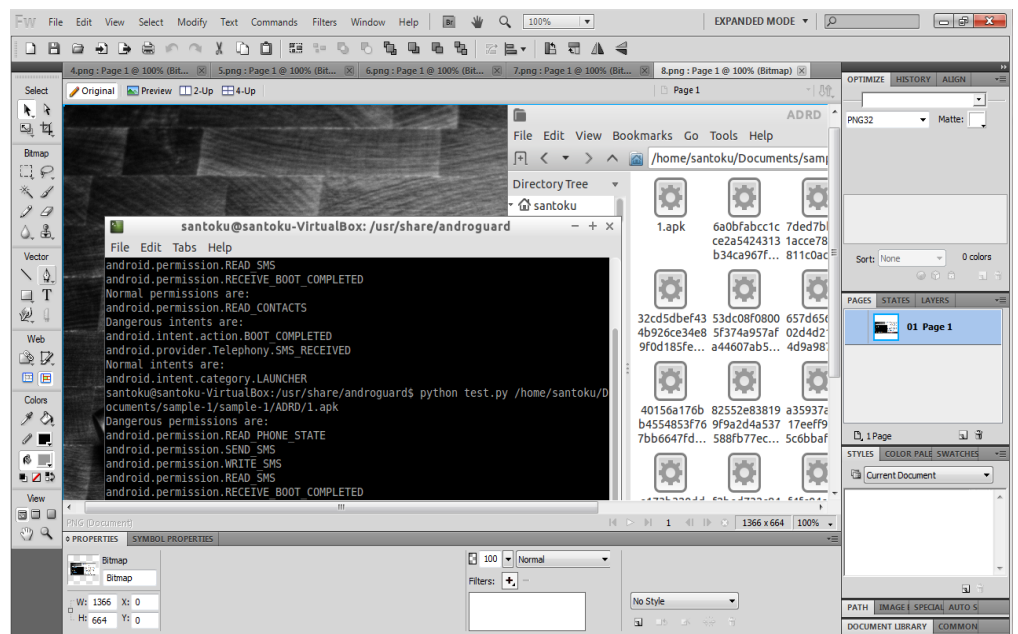 FW File Edit View Select Modify Text Commands Filters Window Help Br 100% EXPANDED MODE
4.png : Page 1 @ 100% (Bit... 5.png : Page 1 @ 100% (Bit... 6.png : Page 1 @ 100% (Bit... 7.png : Page 1 @ 100% (Bit... 8.png : Page 1 @ 100% (Bitmap)
Original Preview 2-Up 4-Up Page 1
Select
Bitmap
Vector
T
Web
Colors
View
ADRD
File Edit View Bookmarks Go Tools Help
/home/santoku/Documents/samp
Directory Tree
santoku
1.apk 6a0bfabcc1c 7ded7b
ce2a5424313 1acce78
b34ca967f... 811c0ac
32cd5dbef43 53dc08f0800 657d656
4b926ce34e8 5f374a957af 02d4d2
9f0d185fe... a44607ab5... 4d9a98
40156a176b 82552e83819 a35937a
b4554853f76 9f9a2d4a537 17eeff9
7bb6647fd... 588fb77ec... 5c6bbaf
santoku@santoku-VirtualBox: /usr/share/androguard
File Edit Tabs Help
android.permission.READ_SMS
android.permission.RECEIVE_BOOT_COMPLETED
Normal permissions are:
android.permission.READ_CONTACTS
Dangerous intents are:
android.intent.action.BOOT_COMPLETED
android.provider.Telephony.SMS_RECEIVED
Normal intents are:
android.intent.category.LAUNCHER
santoku@santoku-VirtualBox:/usr/share/androguard$ python test.py /home/santoku/D
ocuments/sample-1/sample-1/ADRD/1.apk
Dangerous permissions are:
android.permission.READ_PHONE_STATE
android.permission.SEND_SMS
android.permission.WRITE_SMS
android.permission.READ_SMS
android.permission.RECEIVE_BOOT_COMPLETED
PNG (Document) 1 1366 x 664 100%
PROPERTIES SYMBOL PROPERTIES
Bitmap
Bitmap
W: 1366 X: 0
H: 664 Y: 0
100 Normal
Filters:
No Style
OPTIMIZE HISTORY ALIGN
PNG32 Matte:
Sort: None 0 colors
PAGES STATES LAYERS
01 Page 1
1 Page
STYLES COLOR PALE SWATCHES
Current Document
PATH IMAGE I SPECIAL AUTO S
DOCUMENT LIBRARY COMMON